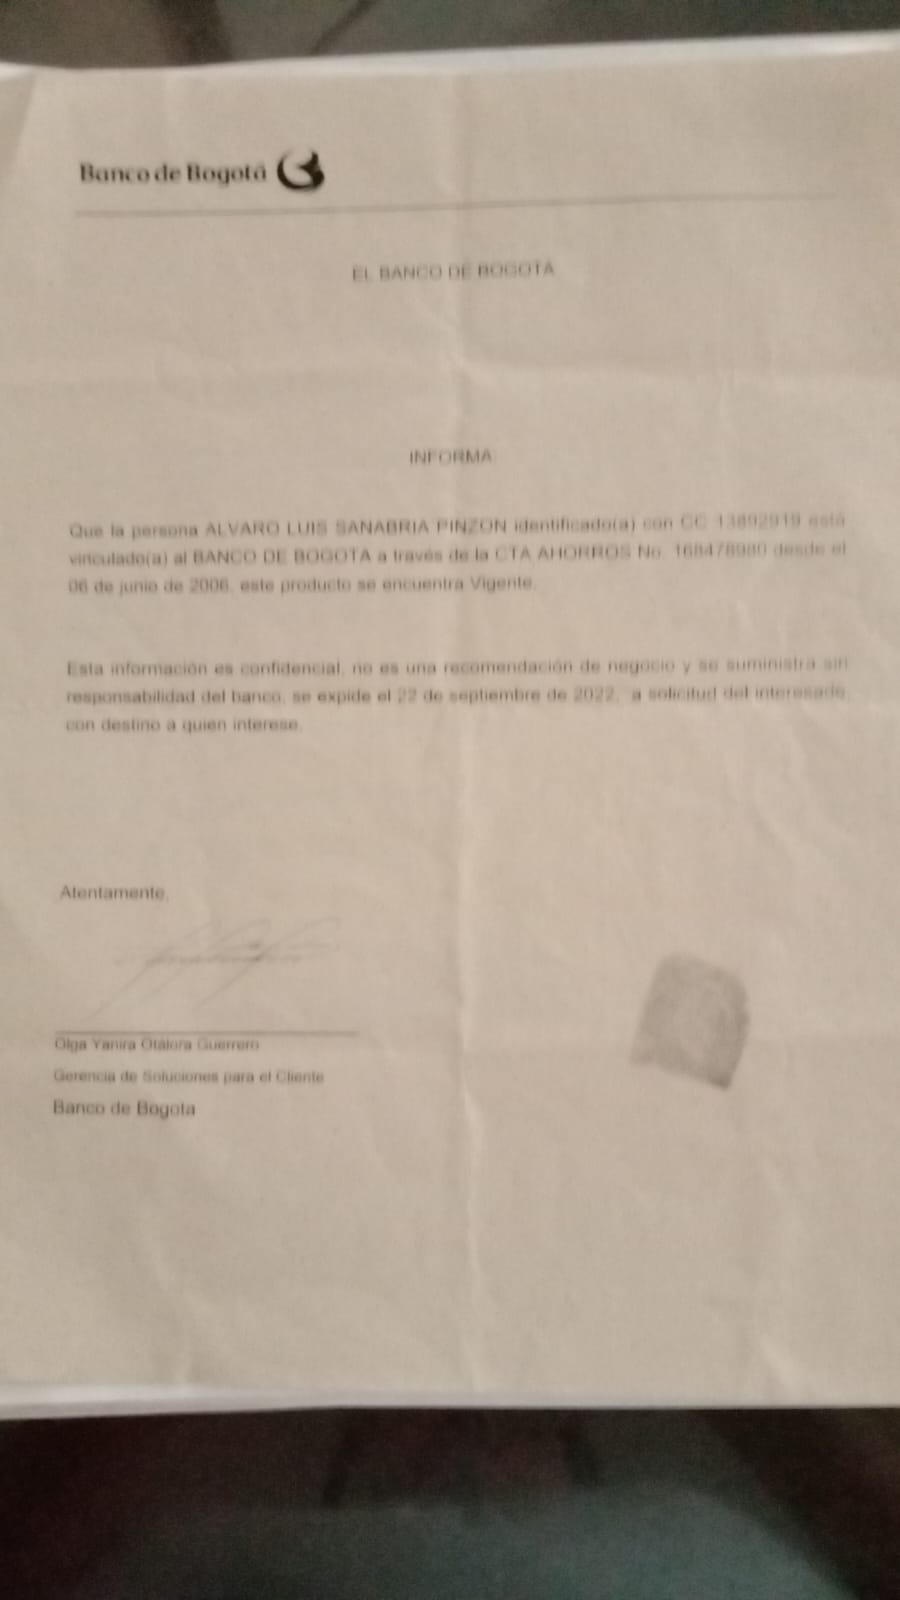 Banco de Bogotá
EL BANCO DE BOGOTA
INFORMA
Que la persona ALVARO LUIS SANABRIA PINZON identificado(a) con CC 13892919 está
vinculado(a) al BANCO DE BOGOTA a través de la CTA AHORROS No. 168478980 desde el
06 de junio de 2006, este producto se encuentra Vigente.
Esta información es confidencial, no es una recomendación de negocio y se suministra sin
responsabilidad del banco, se expide el 22 de septiembre de 2022, a solicitud del interesado
con destino a quien interese.
Atentamente,
Olga Yanira Otálora Guerrero
Gerencia de Soluciones para el Cliente
Banco de Bogota